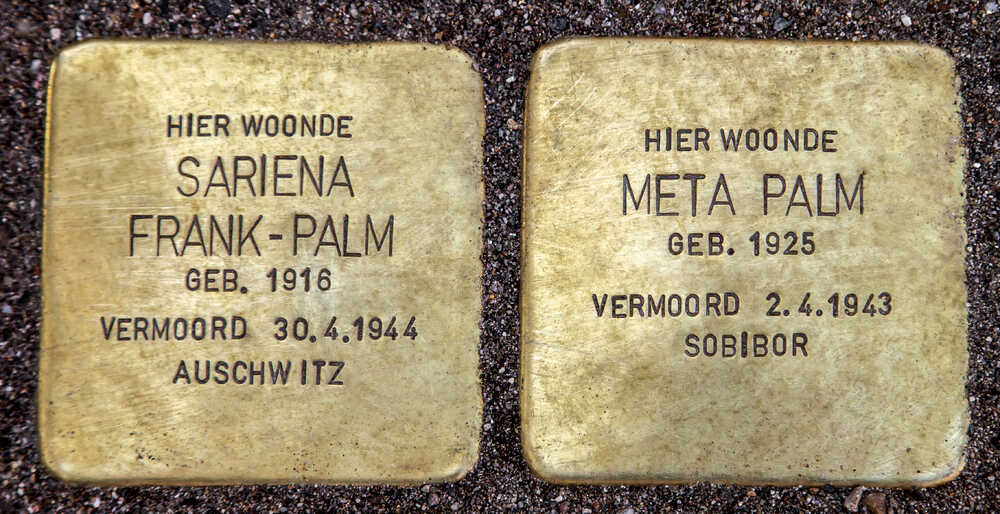 HIER WOONDE
SARIENA
FRANK-PALM
GEB. 1916
VERMOORD 30.4.1944
AUSCHWITZ
HIER WOONDE
META PALM
GEB. 1925
VERMOORD 2.4.1943
SOBIBOR